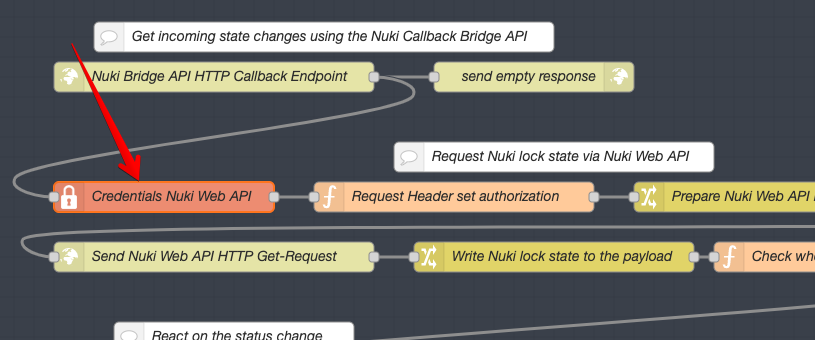 Get incoming state changes using the Nuki Callback Bridge API
Nuki Bridge API HTTP Callback Endpoint
send empty response
Request Nuki lock state via Nuki Web API
Credentials Nuki Web API
Request Header set authorization
Prepare Nuki Web API
Send Nuki Web API HTTP Get-Request
Write Nuki lock state to the payload
Check
React on the status change